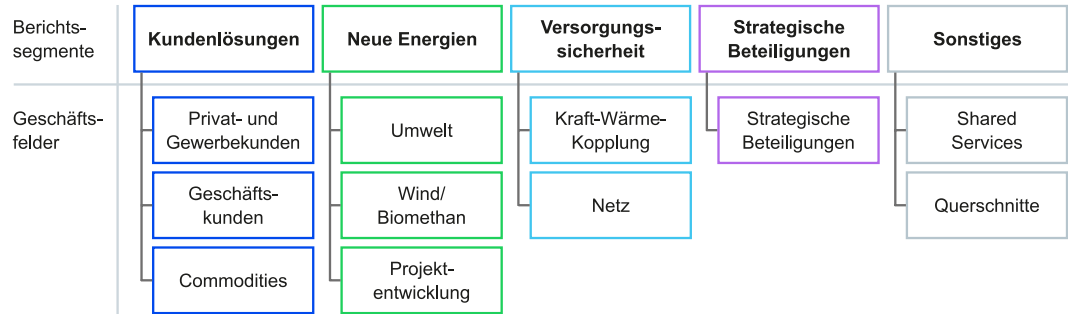 Berichts-
segmente
Kundenlösungen
Neue Energien
Versorgungs-
sicherheit
Strategische
Beteiligungen
Sonstiges
Geschäfts-
felder
Privat- und
Gewerbekunden
Umwelt
Kraft-Wärme-
Kopplung
Strategische
Beteiligungen
Shared
Services
Geschäfts-
kunden
Wind/
Biomethan
Netz
Querschnitte
Commodities
Projekt-
entwicklung